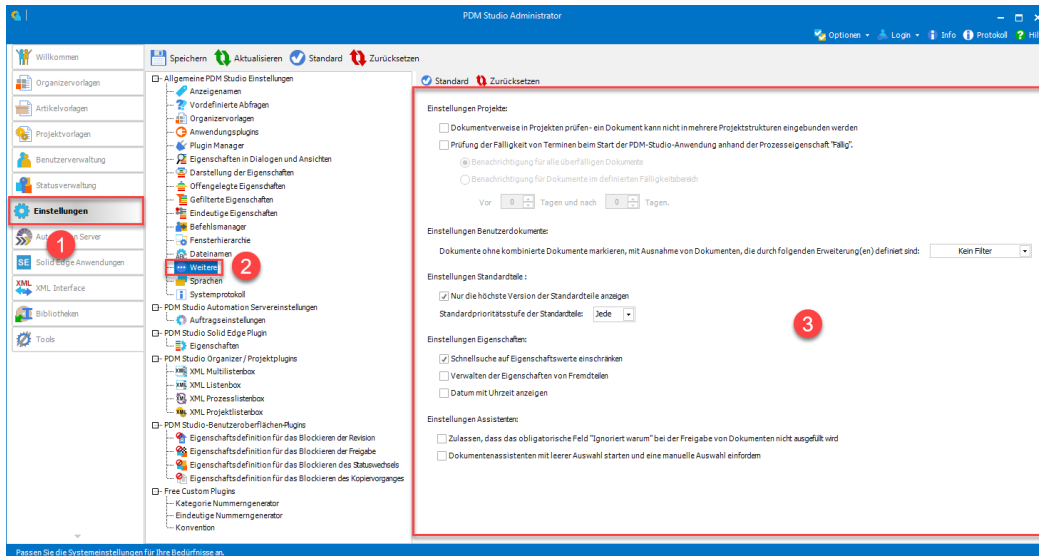 PDM Studio Administrator
Optionen Login Info Protokoll
Willkommen
Organizervorlagen
Artikelvorlagen
Projektvorlagen
Benutzerverwaltung
Statusverwaltung
Einstellungen
1
Solid Edge Anwendungen
XML Interface
Bibliotheken
Tools
Speichern Aktualisieren Standard Zurücksetzen
Allgemeine PDM Studio Einstellungen
Anzeigenamen
Vordefinierte Abfragen
Organizervorlagen
Anwendungsplugins
Plugin Manager
Eigenschaften in Dialogen und Ansichten
Darstellung der Eigenschaften
Offengelegte Eigenschaften
Gefilterte Eigenschaften
Eindeutige Eigenschaften
Befehlsmanager
Fensterhierarchie
Dateinamen
Weitere
2
Sprachen
Systemprotokoll
PDM Studio Automation Servereinstellungen
Auftragseinstellungen
PDM Studio Solid Edge Plugin
Eigenschaften
PDM Studio Organizer / Projektplugins
XML Multilistenbox
XML Listenbox
XML Prozesslistenbox
XML Projektlistenbox
PDM Studio-Benutzeroberflächen-Plugins
Eigenschaftsdefinition für das Blockieren der Revision
Eigenschaftsdefinition für das Blockieren der Freigabe
Eigenschaftsdefinition für das Blockieren des Statuswechsels
Eigenschaftsdefinition für das Blockieren des Kopiervorganges
Free Custom Plugins
Kategorie Nummerngenerator
Eindeutige Nummerngenerator
Konvention
Standard Zurücksetzen
Einstellungen Projekte:
Dokumentverweise in Projekten prüfen - ein Dokument kann nicht in mehrere Projektstrukturen eingebunden werden
Prüfung der Fälligkeit von Terminen beim Start der PDM-Studio-Anwendung anhand der Prozesseigenschaft "Fällig".
Benachrichtigung für alle überfälligen Dokumente
Benachrichtigung für Dokumente im definierten Fälligkeitsbereich
Vor 0 Tagen und nach 0 Tagen.
Einstellungen Benutzerdokumente:
Dokumente ohne kombinierte Dokumente markieren, mit Ausnahme von Dokumenten, die durch folgenden Erweiterung(en) definiert sind: Kein Filter
Einstellungen Standardteile :
Nur die höchste Version der Standardteile anzeigen
Standardprioritätsstufe der Standardteile: Jede
3
Einstellungen Eigenschaften:
Schnellsuche auf Eigenschaftswerte einschränken
Verwalten der Eigenschaften von Fremdteilen
Datum mit Uhrzeit anzeigen
Einstellungen Assistenten:
Zulassen, dass das obligatorische Feld "Ignoriert warum" bei der Freigabe von Dokumenten nicht ausgefüllt wird
Dokumentenassistenten mit leerer Auswahl starten und eine manuelle Auswahl einfordern
Passen Sie die Systemeinstellungen für Ihre Bedürfnisse an.